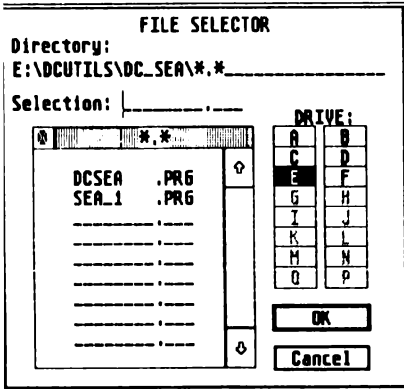 FILE SELECTOR
Directory:
E:\DCUTILS\DC_SEA\*.*
Selection:
DRIVE:
*.*
A B
C D
E F
G H
I J
K L
M N
O P
DCSEA .PRG
SEA_1 .PRG
OK
Cancel